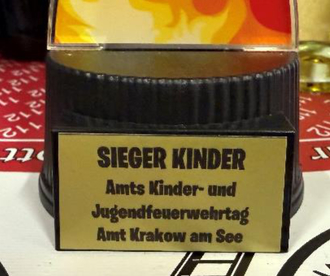 SIEGER KINDER
Amts Kinder- und
Jugendfeuerwehrtag
Amt Krakow am See